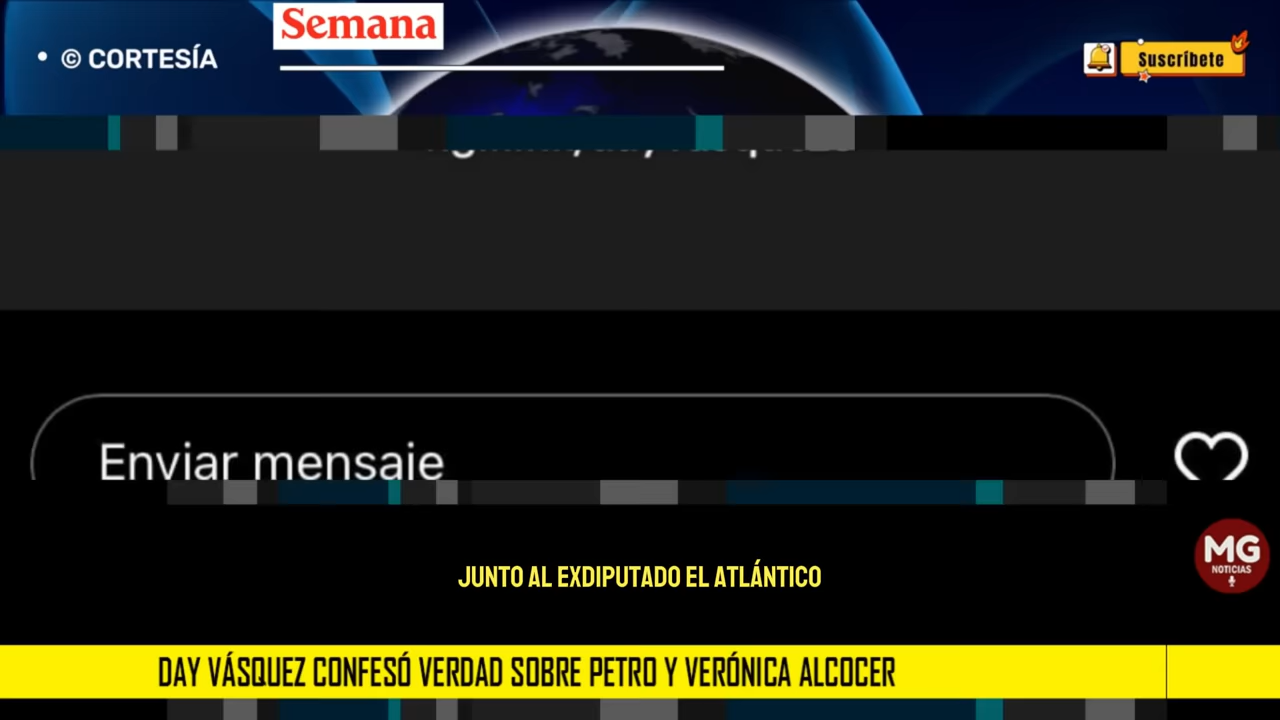 Semana
• © CORTESÍA
Suscríbete
Enviar mensaje
MG
NOTICIAS
JUNTO AL EXDIPUTADO EL ATLÁNTICO
DAY VÁSQUEZ CONFESÓ VERDAD SOBRE PETRO Y VERÓNICA ALCOCER